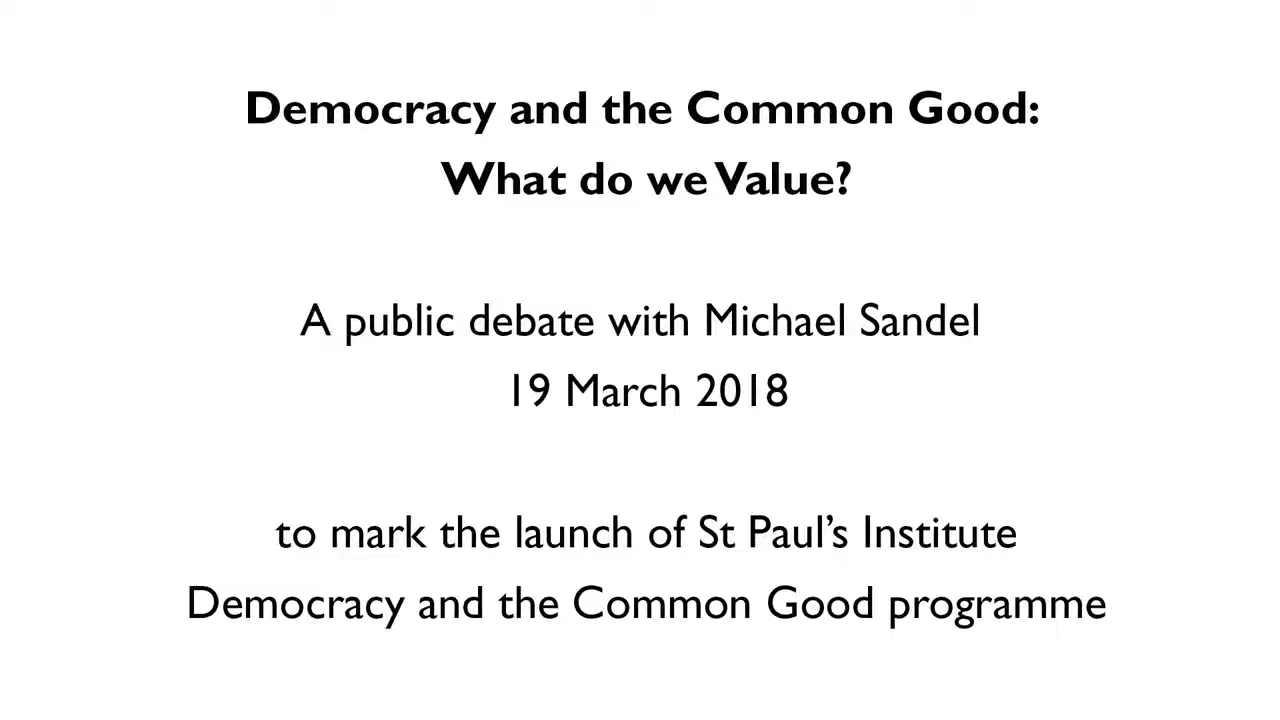 Democracy and the Common Good:
What do we Value?
A public debate with Michael Sandel
19 March 2018
to mark the launch of St Paul’s Institute
Democracy and the Common Good programme